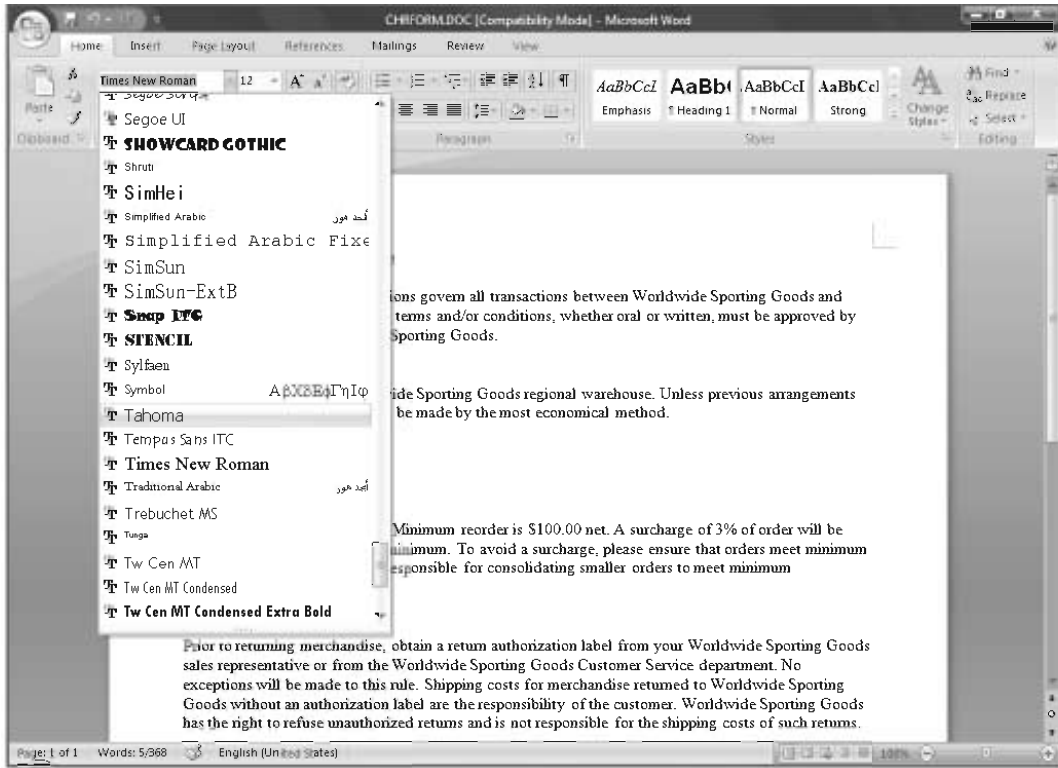 CHRFORM.DOC [Compatibility Mode] - Microsoft Word
Home Insert Page Layout References Mailings Review View
Times New Roman 12
Paste
Clipboard
Paragraph
AaBbCcI AaBb( AaBbCcI AaBbCcl
Emphasis ¶ Heading 1 ¶ Normal Strong
Change Styles
Styles
Find
Replace
Select
Editing
Segoe Script
Segoe UI
SHOWCARD GOTHIC
Shruti
SimHei
Simplified Arabic أبجد هوز
Simplified Arabic Fixe
SimSun
SimSun-ExtB
Snap ITC
STENCIL
Sylfaen
Symbol ΑβΧδΕφΓηΙφ
Tahoma
Tempus Sans ITC
Times New Roman
Traditional Arabic أبجد هوز
Trebuchet MS
Tunga
Tw Cen MT
Tw Cen MT Condensed
Tw Cen MT Condensed Extra Bold
ions govern all transactions between Worldwide Sporting Goods and
terms and/or conditions, whether oral or written, must be approved by
Sporting Goods.
ide Sporting Goods regional warehouse. Unless previous arrangements
be made by the most economical method.
Minimum reorder is $100.00 net. A surcharge of 3% of order will be
inimum. To avoid a surcharge, please ensure that orders meet minimum
esponsible for consolidating smaller orders to meet minimum
Prior to returning merchandise, obtain a return authorization label from your Worldwide Sporting Goods
sales representative or from the Worldwide Sporting Goods Customer Service department. No
exceptions will be made to this rule. Shipping costs for merchandise returned to Worldwide Sporting
Goods without an authorization label are the responsibility of the customer. Worldwide Sporting Goods
has the right to refuse unauthorized returns and is not responsible for the shipping costs of such returns.
Page: 1 of 1 Words: 5/368 English (United States) 100%